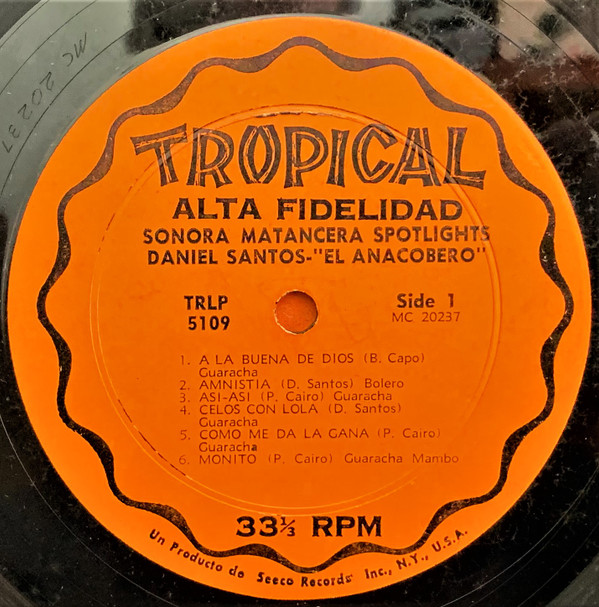 MC 20237
TROPICAL
ALTA FIDELIDAD
SONORA MATANCERA SPOTLIGHTS
DANIEL SANTOS-"EL ANACOBERO"
TRLP
5109
Side 1
MC 20237
1. A LA BUENA DE DIOS (B. Capo)
Guaracha
2. AMNISTIA (D. Santos) Bolero
3. ASI-ASI (P. Cairo) Guaracha
4. CELOS CON LOLA (D. Santos)
Guaracha
5. COMO ME DA LA GANA (P. Cairo)
Guaracha
6. MONITO (P. Cairo) Guaracha Mambo
33⅓ RPM
Un Producto de Seeco Records Inc., N.Y., U.S.A.